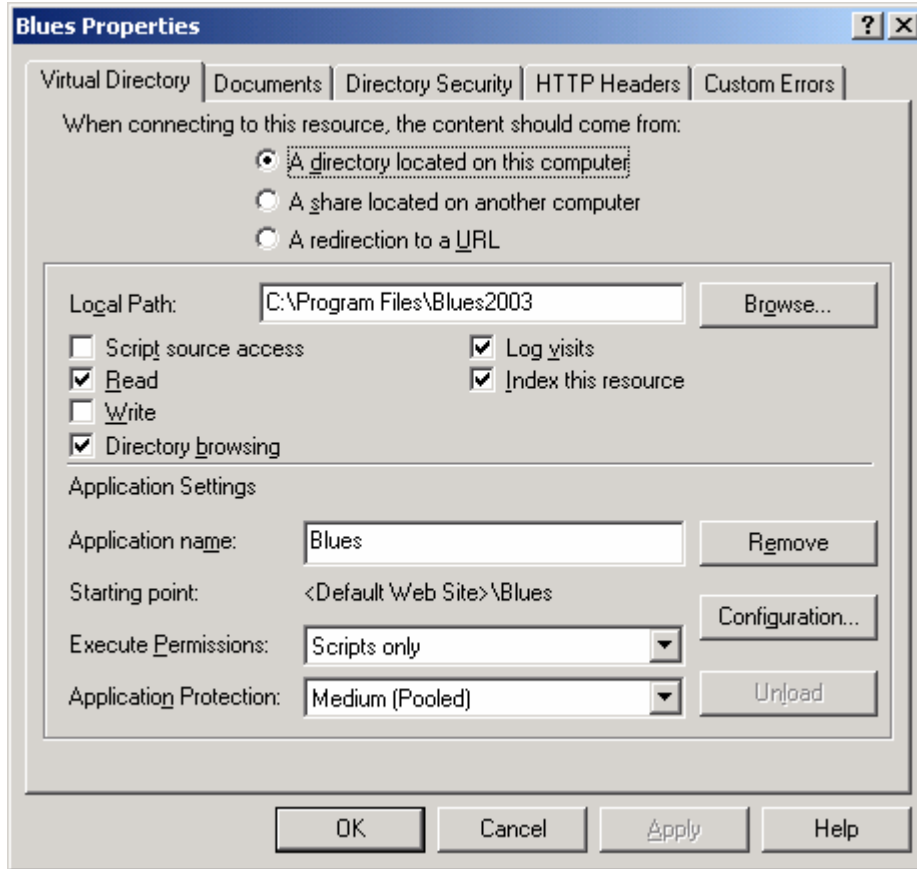 Blues Properties
Virtual Directory Documents Directory Security HTTP Headers Custom Errors
When connecting to this resource, the content should come from:
A directory located on this computer
A share located on another computer
A redirection to a URL
Local Path: C:\Program Files\Blues2003 Browse...
Script source access Log visits
Read Index this resource
Write
Directory browsing
Application Settings
Application name: Blues Remove
Starting point: <Default Web Site>\Blues
Configuration...
Execute Permissions: Scripts only
Application Protection: Medium (Pooled) Unload
OK Cancel Apply Help